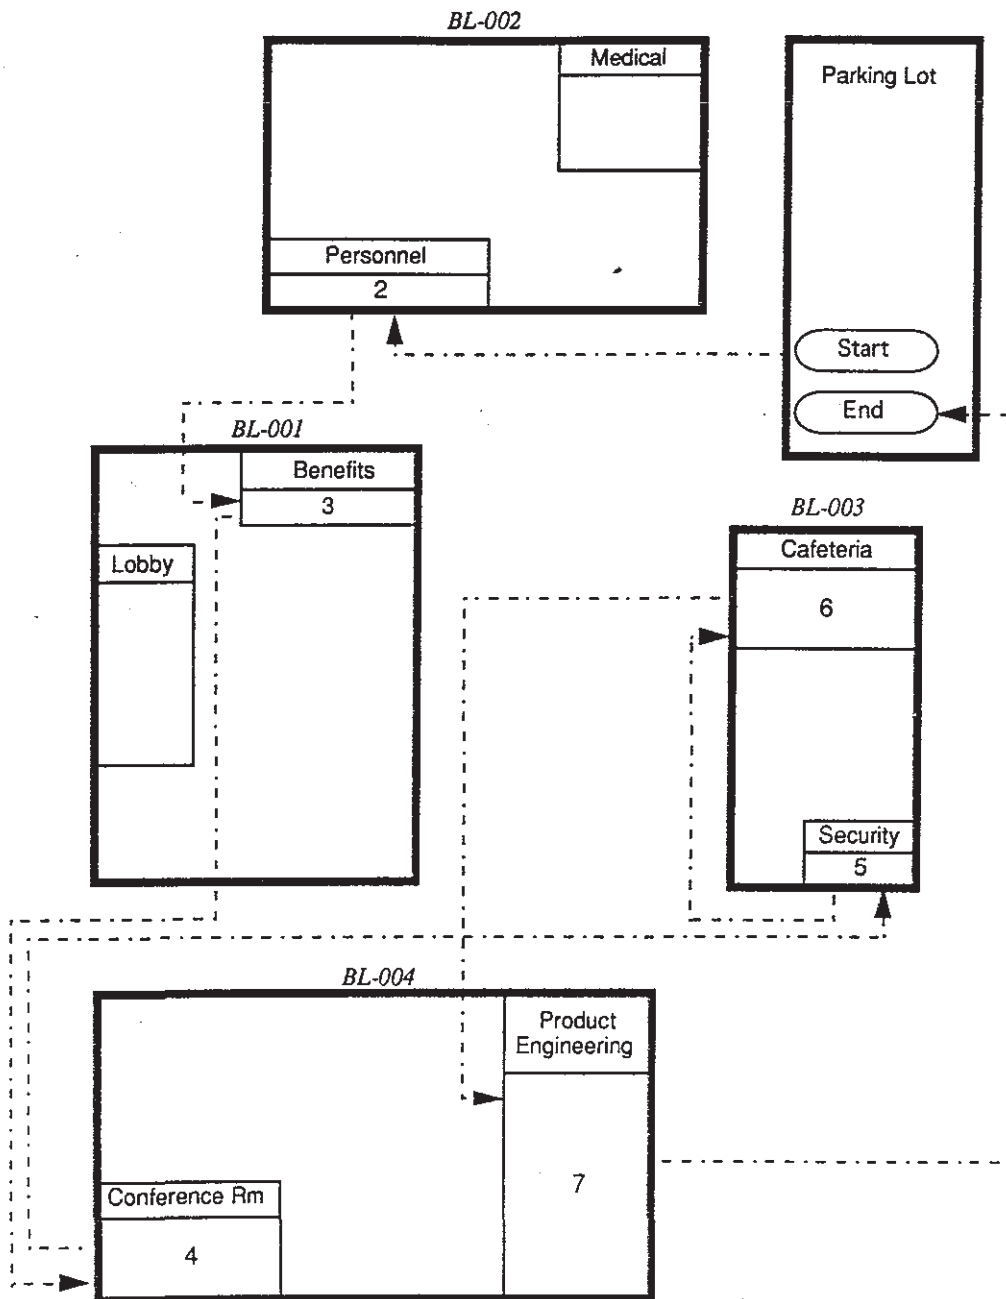 BL-002
Medical
Parking Lot
Personnel
2
Start
End
BL-001
Benefits
3
Lobby
BL-003
Cafeteria
6
Security
5
BL-004
Product
Engineering
7
Conference Rm
4